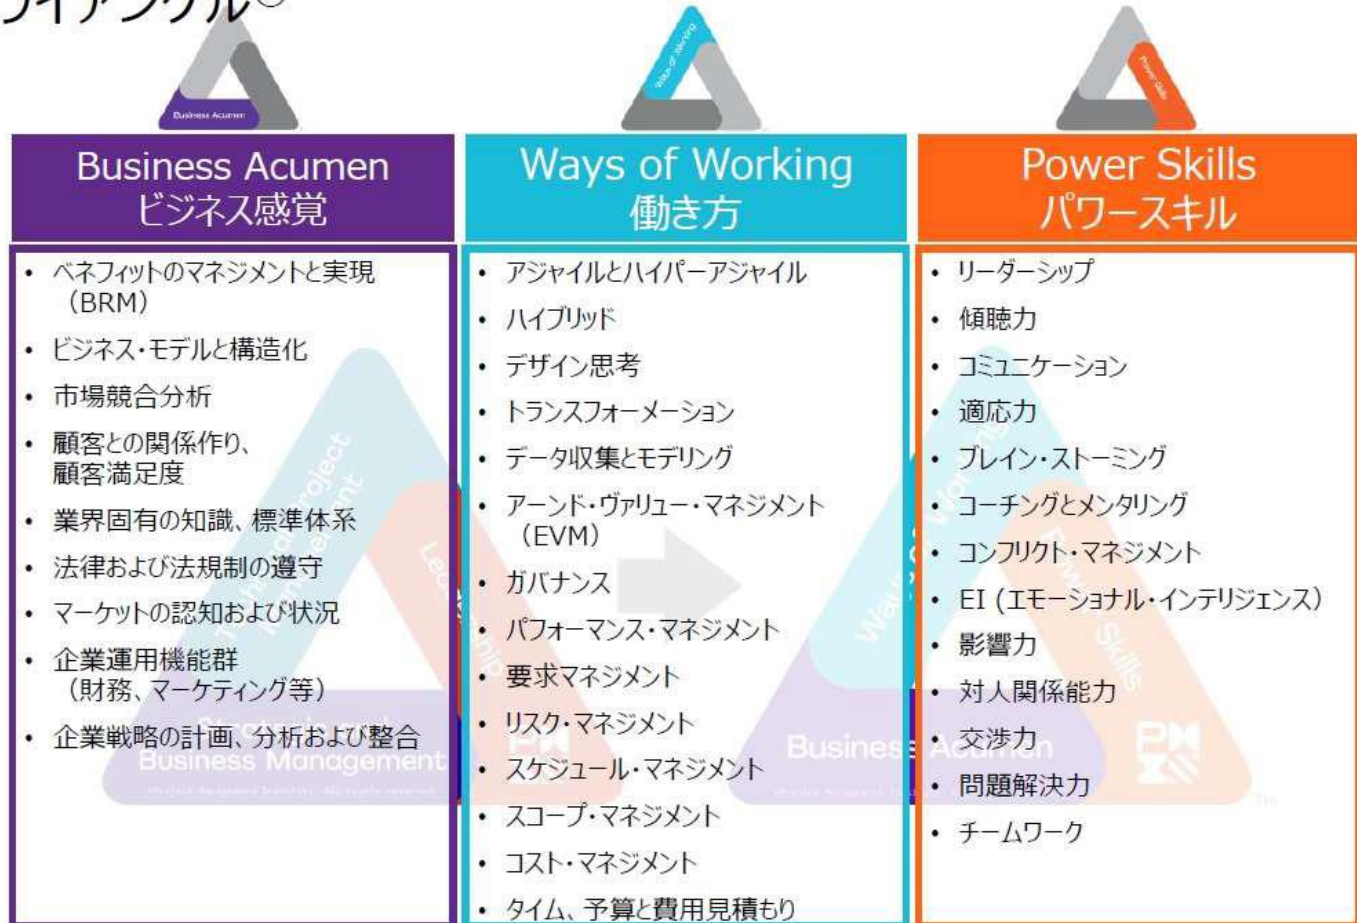 ライアングル®
Business Acumen
Ways of Working
Power Skills
Business Acumen
ビジネス感覚
Ways of Working
働き方
Power Skills
パワースキル
• ベネフィットのマネジメントと実現
（BRM）
• ビジネス・モデルと構造化
• 市場競合分析
• 顧客との関係作り、
顧客満足度
• 業界固有の知識、標準体系
• 法律および法規制の遵守
• マーケットの認知および状況
• 企業運用機能群
（財務、マーケティング等）
• 企業戦略の計画、分析および整合
• アジャイルとハイパーアジャイル
• ハイブリッド
• デザイン思考
• トランスフォーメーション
• データ収集とモデリング
• アーンド・ヴァリュー・マネジメント
（EVM）
• ガバナンス
• パフォーマンス・マネジメント
• 要求マネジメント
• リスク・マネジメント
• スケジュール・マネジメント
• スコープ・マネジメント
• コスト・マネジメント
• タイム、予算と費用見積もり
• リーダーシップ
• 傾聴力
• コミュニケーション
• 適応力
• ブレイン・ストーミング
• コーチングとメンタリング
• コンフリクト・マネジメント
• EI (エモーショナル・インテリジェンス）
• 影響力
• 対人関係能力
• 交渉力
• 問題解決力
• チームワーク
Technical Project
Management
Leadership
Strategic and
Business Management
Ways of Working
Power Skills
Business Acumen